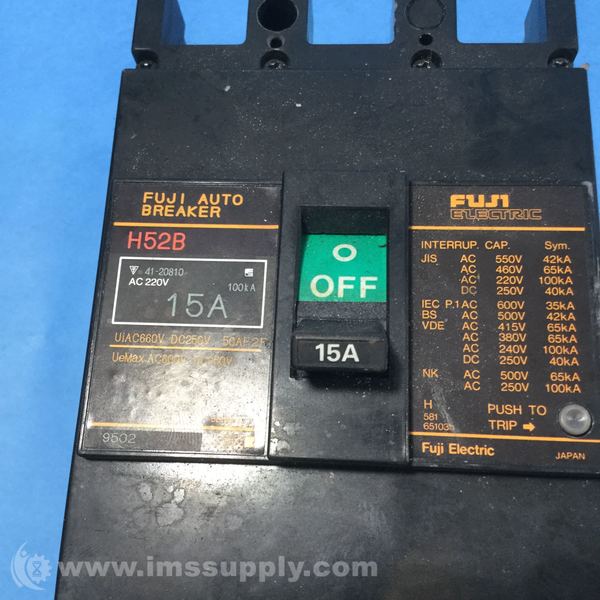 FUJI AUTO
BREAKER
H52B
41-20810
AC 220V 100kA
15A
UiAC660V DC250V 50AF2P
UeMax.AC600V
9502
O
OFF
15A
FUJI
ELECTRIC
INTERRUP. CAP. Sym.
JIS AC 550V 42kA
AC 460V 65kA
AC 220V 100kA
DC 250V 40kA
IEC P.1 AC 600V 35kA
BS AC 500V 42kA
VDE AC 415V 65kA
AC 380V 65kA
AC 240V 100kA
DC 250V 40kA
NK AC 500V 65kA
AC 250V 100kA
H
581
PUSH TO
TRIP →
Fuji Electric
JAPAN
www.imssupply.com